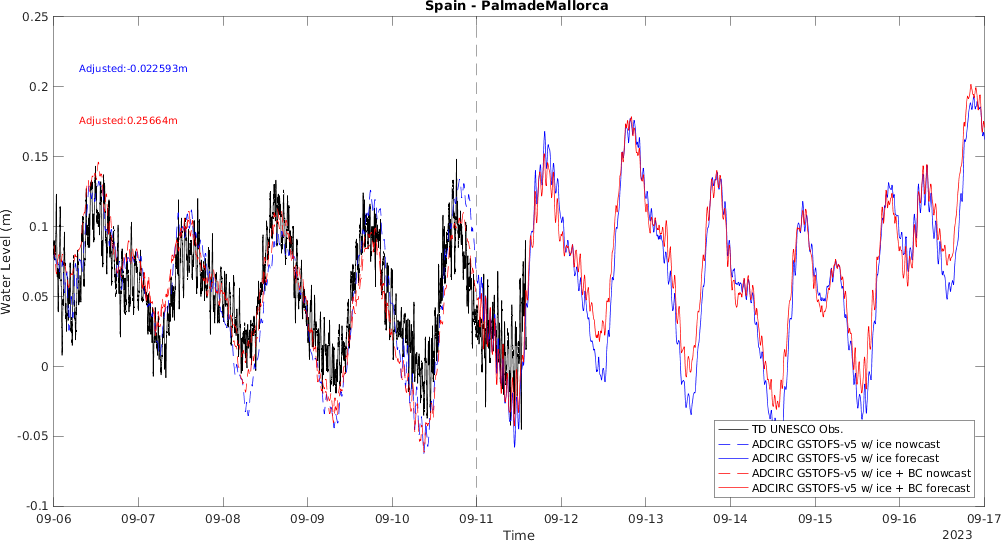 Spain - PalmadeMallorca
0.25
0.2
0.15
0.1
0.05
0
-0.05
-0.1
Water Level (m)
Adjusted:-0.022593m
Adjusted:0.25664m
TD UNESCO Obs.
ADCIRC GSTOFS-v5 w/ ice nowcast
ADCIRC GSTOFS-v5 w/ ice forecast
ADCIRC GSTOFS-v5 w/ ice + BC nowcast
ADCIRC GSTOFS-v5 w/ ice + BC forecast
09-06 09-07 09-08 09-09 09-10 09-11 09-12 09-13 09-14 09-15 09-16 09-17
Time
2023